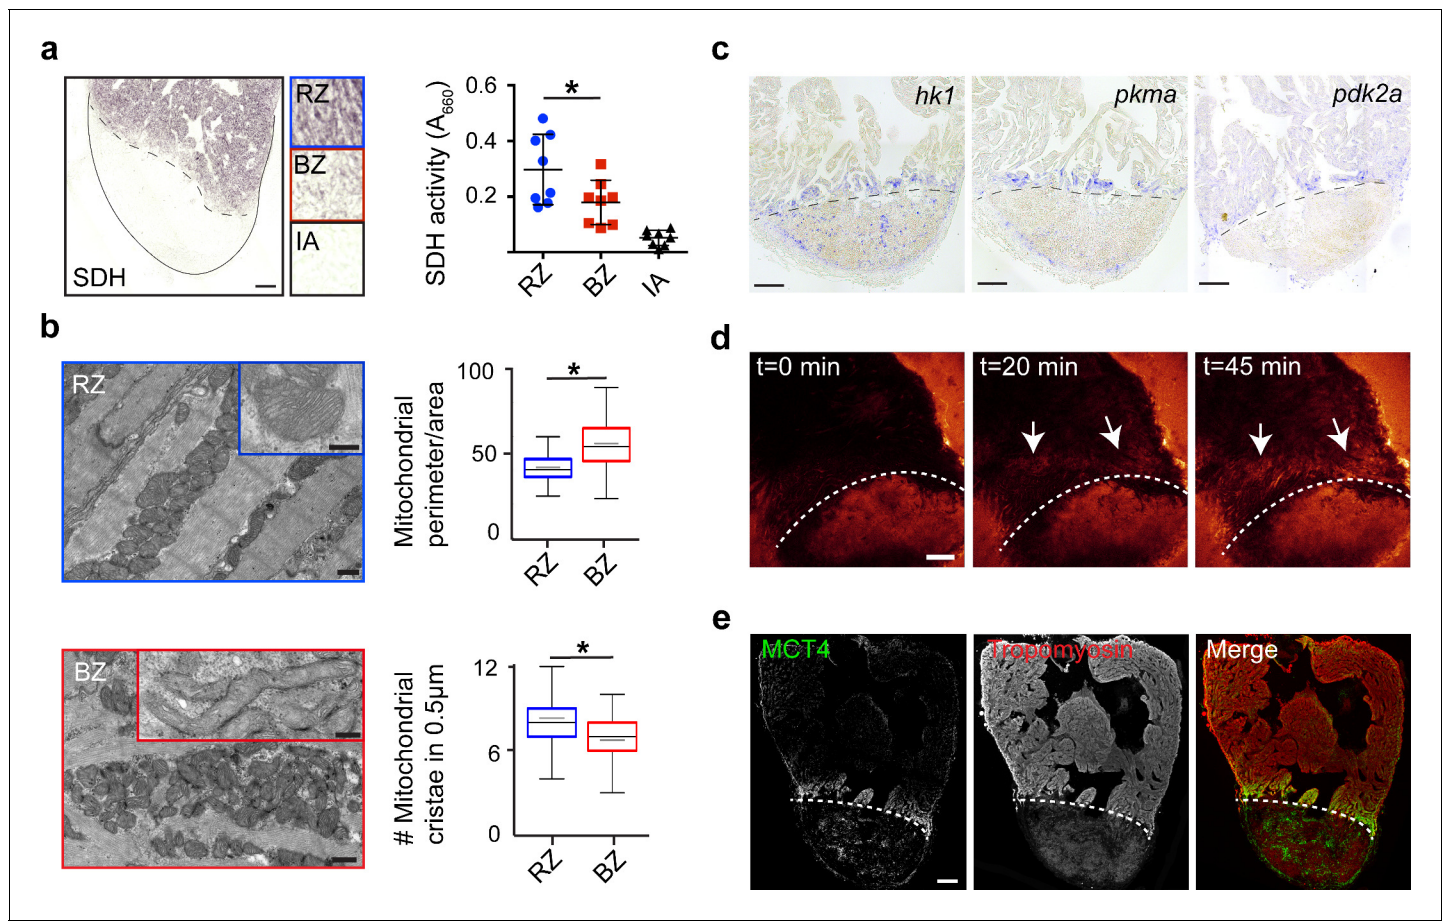 a
RZ
BZ
IA
SDH
SDH activity (A660)
0.6
0.4
0.2
*
RZ
BZ
IA
b
RZ
Mitochondrial
perimeter/area
100
50
0
*
RZ
BZ
BZ
# Mitochondrial
cristae in 0.5µm
12
6
0
*
RZ
BZ
c
hk1
pkma
pdk2a
d
t=0 min
t=20 min
t=45 min
e
MCT4
Tropomyosin
Merge